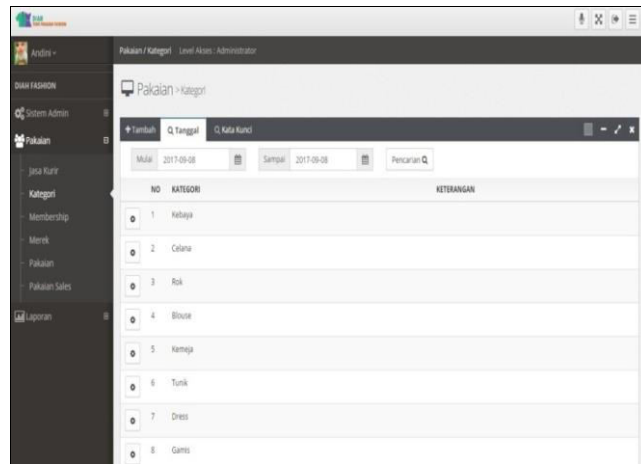 DIAH
Andini
Pakaian / Kategori Level Akses : Administrator
DIAH FASHION
Pakaian > Kategori
Sistem Admin
Pakaian
Tambah Tanggal Kata Kunci
Jasa Kurir
Mulai 2017-09-08 Sampai 2017-09-08 Pencarian
Kategori
NO KATEGORI KETERANGAN
Membership
1 Kebaya
Merek
2 Celana
Pakaian
3 Rok
Pakaian Sales
Laporan
4 Blouse
5 Kemeja
6 Tunik
7 Dress
8 Gamis